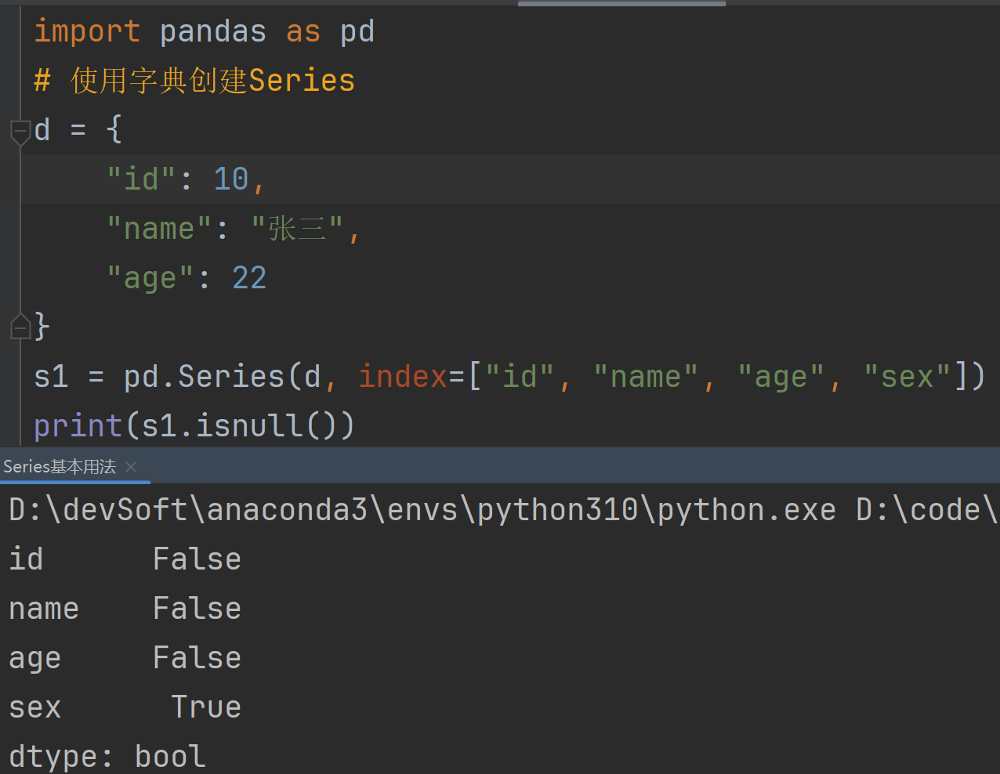 import pandas as pd
# 使用字典创建Series
d = {
    "id": 10,
    "name": "张三",
    "age": 22
}
s1 = pd.Series(d, index=["id", "name", "age", "sex"])
print(s1.isnull())
Series基本用法 ×
D:\devSoft\anaconda3\envs\python310\python.exe D:\code\
id      False
name    False
age     False
sex      True
dtype: bool